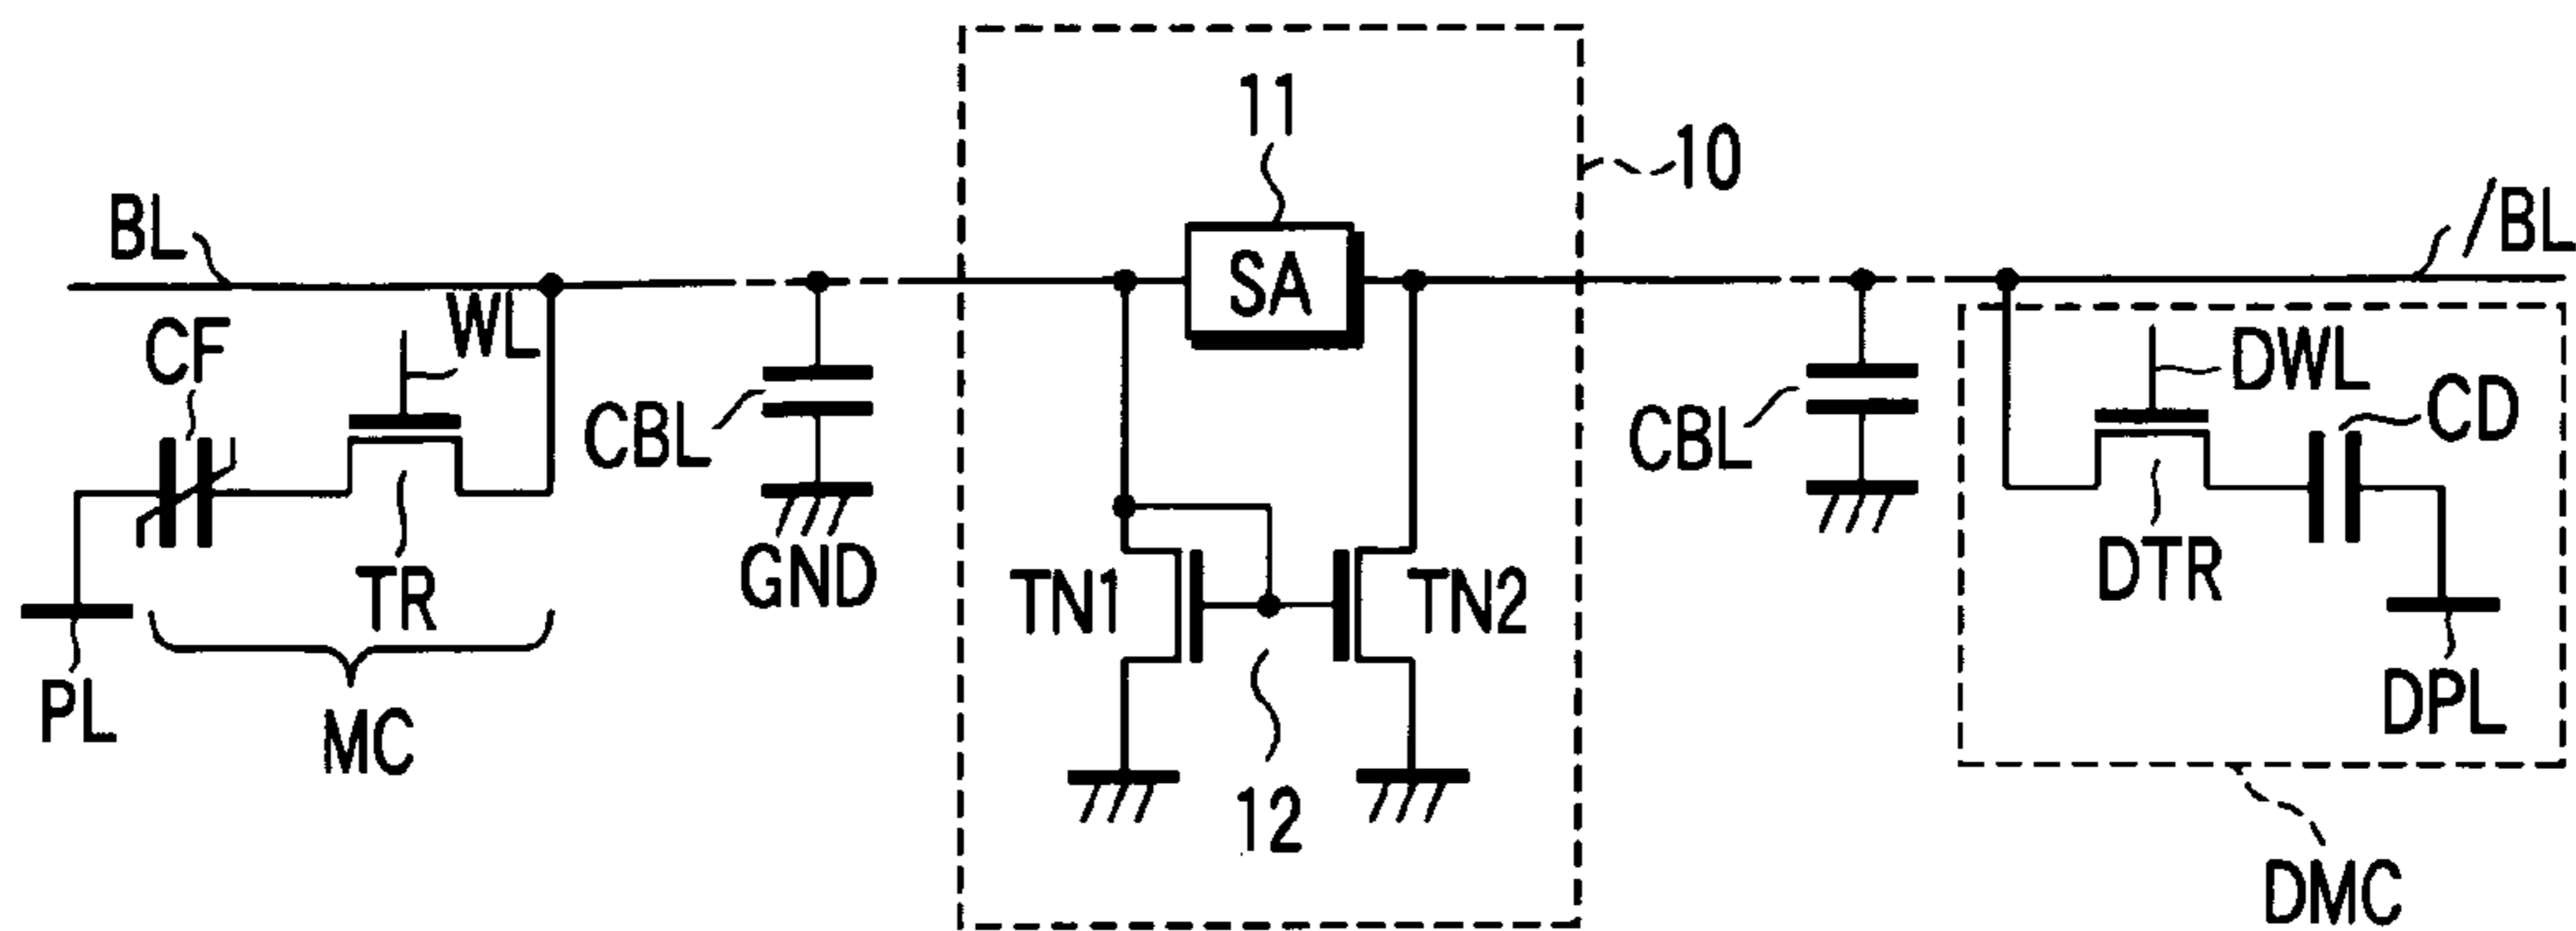 11
10
BL
/BL
SA
WL
CF
DWL
CD
CBL
CBL
GND
TR
TN1
TN2
DTR
PL
DPL
MC
12
DMC